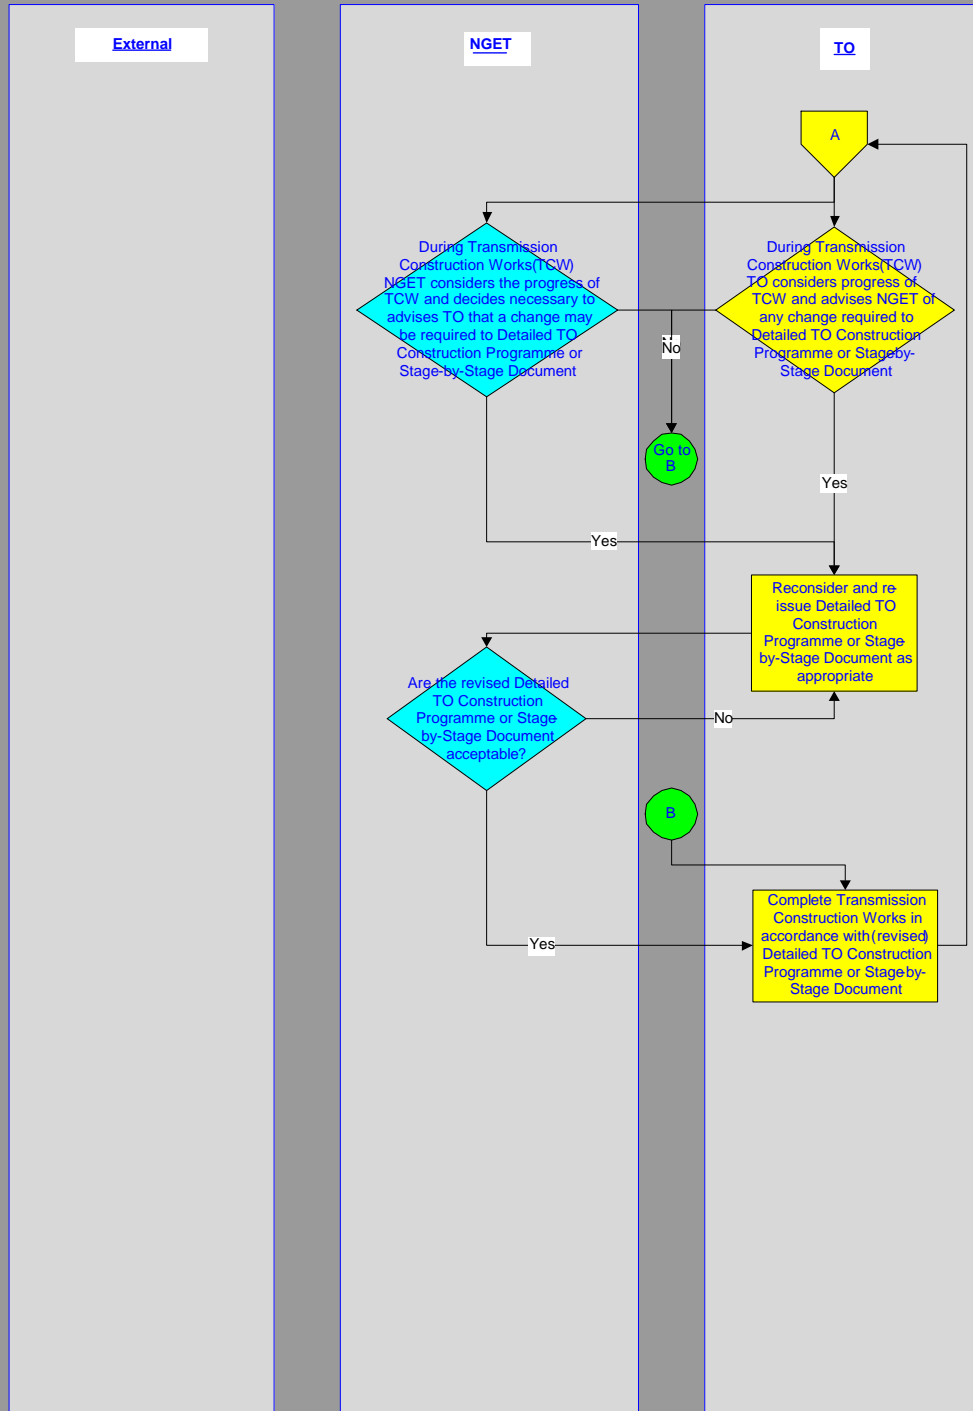 External
NGET
TO
A
During Transmission
Construction Works(TCW)
NGET considers the progress of
TCW and decides necessary to
advises TO that a change may
be required to Detailed TO
Construction Programme or
Stage-by-Stage Document
During Transmission
Construction Works(TCW)
TO considers progress of
TCW and advises NGET of
any change required to
Detailed TO Construction
Programme or Stageby-
Stage Document
No
Go to
B
Yes
Yes
Reconsider and re-
issue Detailed TO
Construction
Programme or Stage-
by-Stage Document as
appropriate
Are the revised Detailed
TO Construction
Programme or Stage-
by-Stage Document
acceptable?
No
B
Complete Transmission
Construction Works in
accordance with(revised)
Detailed TO Construction
Programme or Stage-by-
Stage Document
Yes